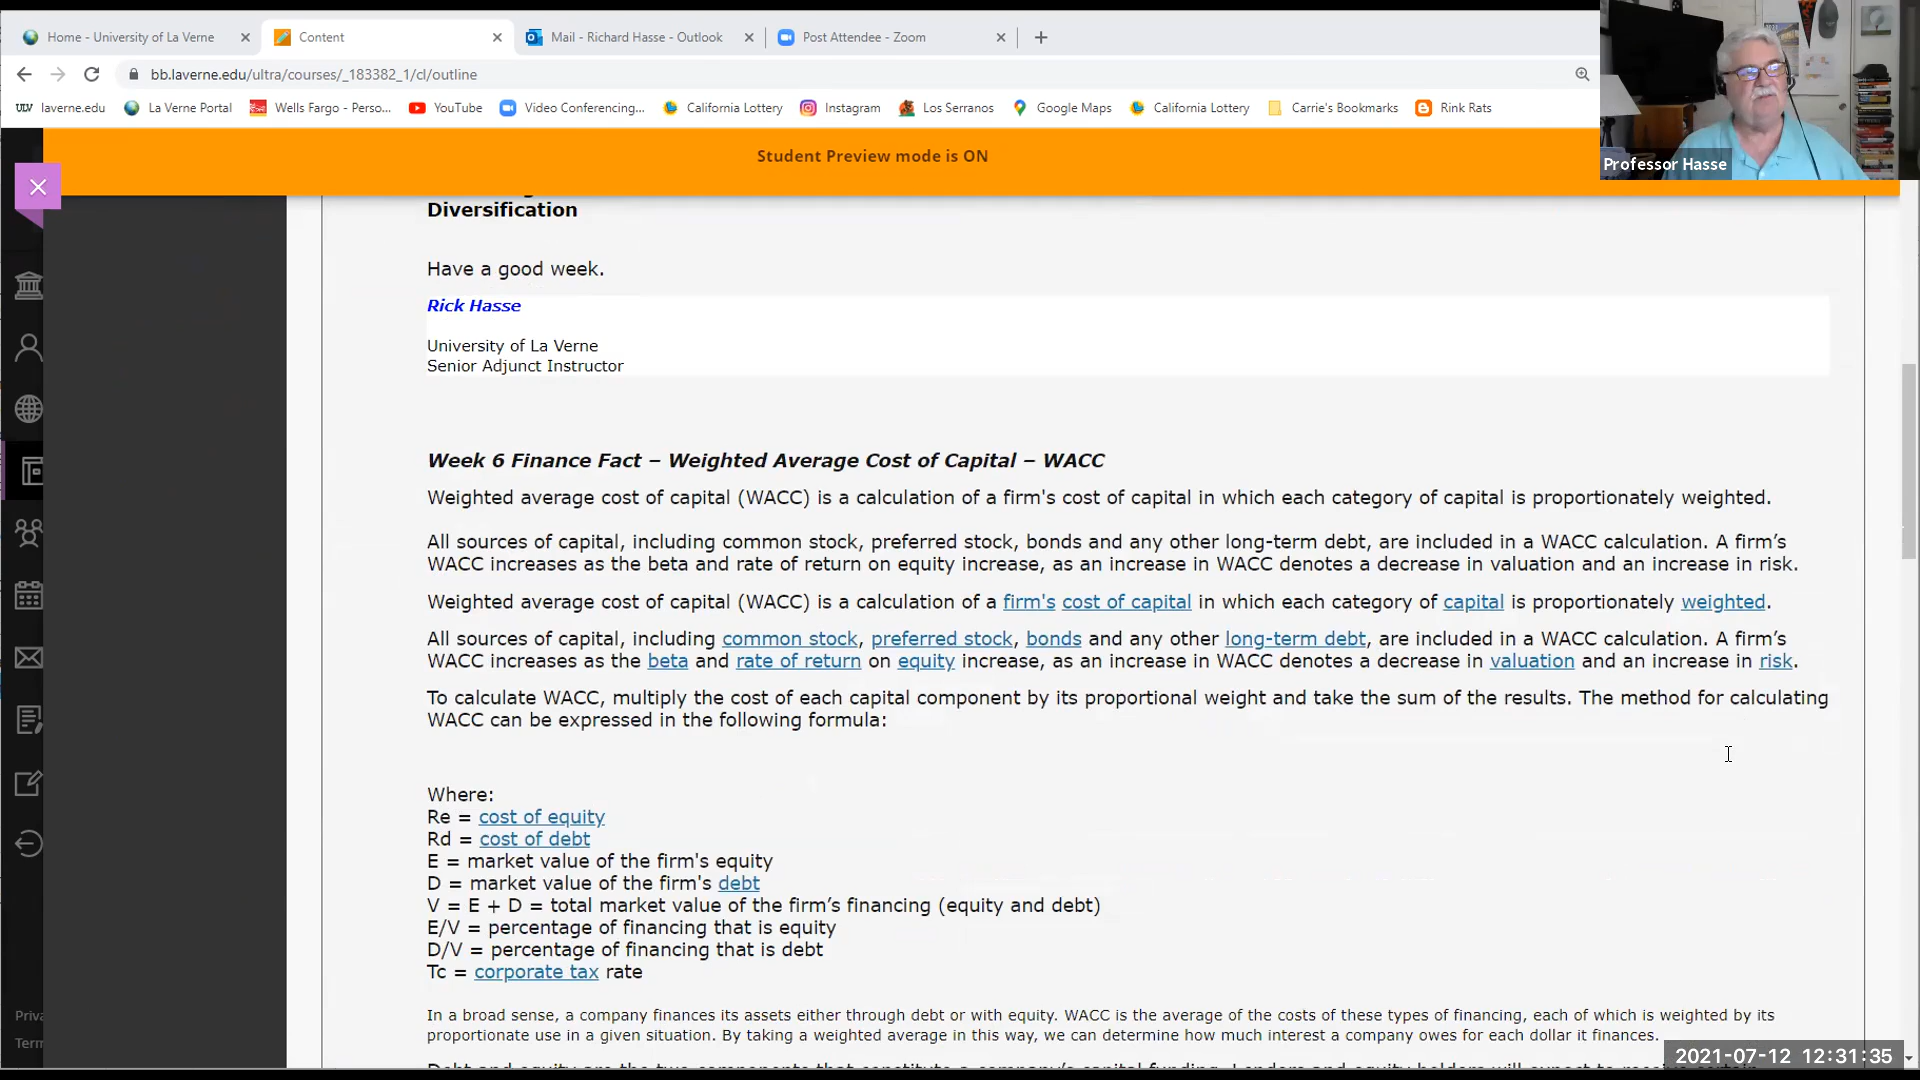 Home - University of La Verne
Content
Mail - Richard Hasse - Outlook
Post Attendee - Zoom
bb.laverne.edu/ultra/courses/_183382_1/cl/outline
ULV laverne.edu
La Verne Portal
Wells Fargo - Perso...
YouTube
Video Conferencing...
California Lottery
Instagram
Los Serranos
Google Maps
California Lottery
Carrie's Bookmarks
Rink Rats
Student Preview mode is ON
Professor Hasse
Diversification
Have a good week.
Rick Hasse
University of La Verne
Senior Adjunct Instructor
Week 6 Finance Fact – Weighted Average Cost of Capital – WACC
Weighted average cost of capital (WACC) is a calculation of a firm's cost of capital in which each category of capital is proportionately weighted.
All sources of capital, including common stock, preferred stock, bonds and any other long-term debt, are included in a WACC calculation. A firm’s
WACC increases as the beta and rate of return on equity increase, as an increase in WACC denotes a decrease in valuation and an increase in risk.
Weighted average cost of capital (WACC) is a calculation of a firm's cost of capital in which each category of capital is proportionately weighted.
All sources of capital, including common stock, preferred stock, bonds and any other long-term debt, are included in a WACC calculation. A firm’s
WACC increases as the beta and rate of return on equity increase, as an increase in WACC denotes a decrease in valuation and an increase in risk.
To calculate WACC, multiply the cost of each capital component by its proportional weight and take the sum of the results. The method for calculating
WACC can be expressed in the following formula:
Where:
Re = cost of equity
Rd = cost of debt
E = market value of the firm's equity
D = market value of the firm's debt
V = E + D = total market value of the firm’s financing (equity and debt)
E/V = percentage of financing that is equity
D/V = percentage of financing that is debt
Tc = corporate tax rate
In a broad sense, a company finances its assets either through debt or with equity. WACC is the average of the costs of these types of financing, each of which is weighted by its
proportionate use in a given situation. By taking a weighted average in this way, we can determine how much interest a company owes for each dollar it finances.
Priva
Term
2021-07-12 12:31:35